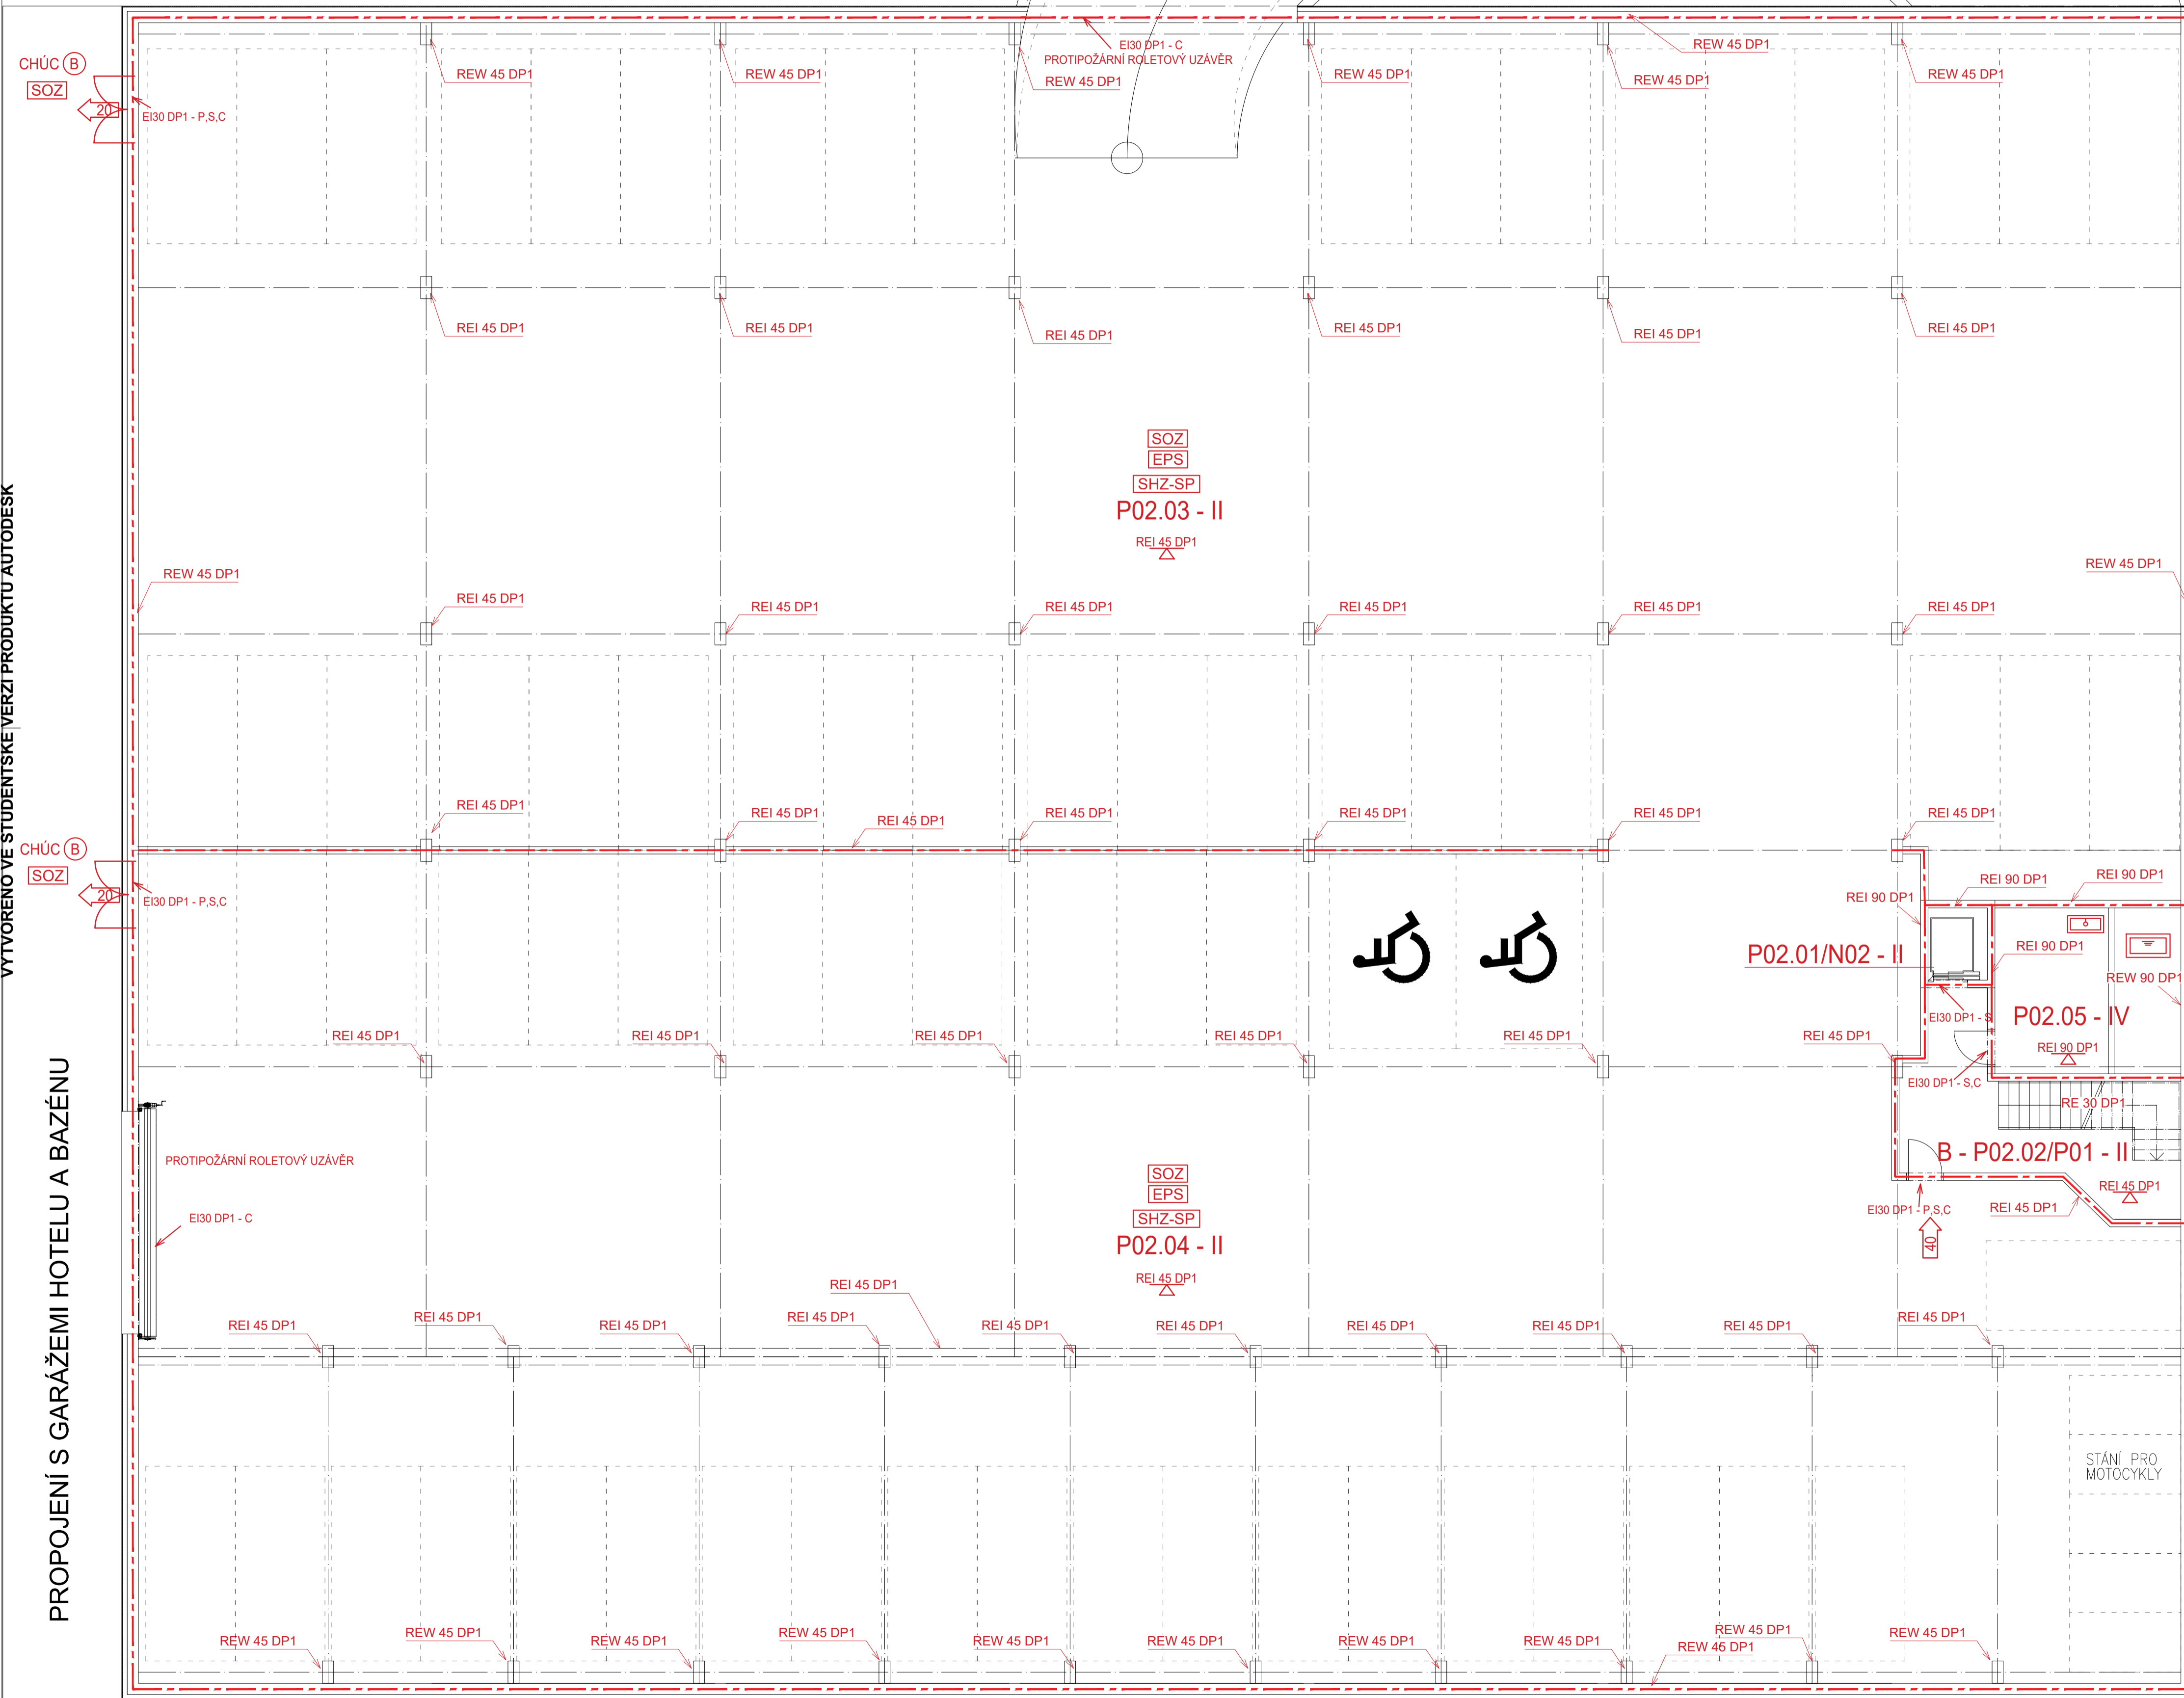 CHÚC B
SOZ
20
EI30 DP1 - P,S,C
REW 45 DP1
REW 45 DP1
EI30 DP1 - C
PROTIPOŽÁRNÍ ROLETOVÝ UZÁVĚR
REW 45 DP1
REW 45 DP1
REW 45 DP1
REW 45 DP1
REW 45 DP1
REI 45 DP1
REI 45 DP1
REI 45 DP1
REI 45 DP1
REI 45 DP1
REI 45 DP1
SOZ
EPS
SHZ-SP
P02.03 - II
REI 45 DP1
REW 45 DP1
REW 45 DP1
REI 45 DP1
REI 45 DP1
REI 45 DP1
REI 45 DP1
REI 45 DP1
REI 45 DP1
VYTVOŘENO VE STUDENTSKÉ VERZI PRODUKTU AUTODESK
REI 45 DP1
REI 45 DP1
REI 45 DP1
REI 45 DP1
REI 45 DP1
REI 45 DP1
REI 45 DP1
CHÚC B
SOZ
20
EI30 DP1 - P,S,C
REI 90 DP1
REI 90 DP1
REI 90 DP1
REI 90 DP1
P02.01/N02 - II
REW 90 DP1
EI30 DP1 - S
P02.05 - IV
REI 90 DP1
REI 45 DP1
REI 45 DP1
REI 45 DP1
REI 45 DP1
REI 45 DP1
REI 45 DP1
EI30 DP1 - S,C
RE 30 DP1
B - P02.02/P01 - II
REI 45 DP1
EI30 DP1 - P,S,C
REI 45 DP1
40
PROPOJENÍ S GARÁŽEMI HOTELU A BAZÉNU
PROTIPOŽÁRNÍ ROLETOVÝ UZÁVĚR
EI30 DP1 - C
SOZ
EPS
SHZ-SP
P02.04 - II
REI 45 DP1
REI 45 DP1
REI 45 DP1
REI 45 DP1
REI 45 DP1
REI 45 DP1
REI 45 DP1
REI 45 DP1
REI 45 DP1
REI 45 DP1
REI 45 DP1
REI 45 DP1
STÁNÍ PRO
MOTOCYKLY
REW 45 DP1
REW 45 DP1
REW 45 DP1
REW 45 DP1
REW 45 DP1
REW 45 DP1
REW 45 DP1
REW 45 DP1
REW 45 DP1
REW 45 DP1
REW 45 DP1